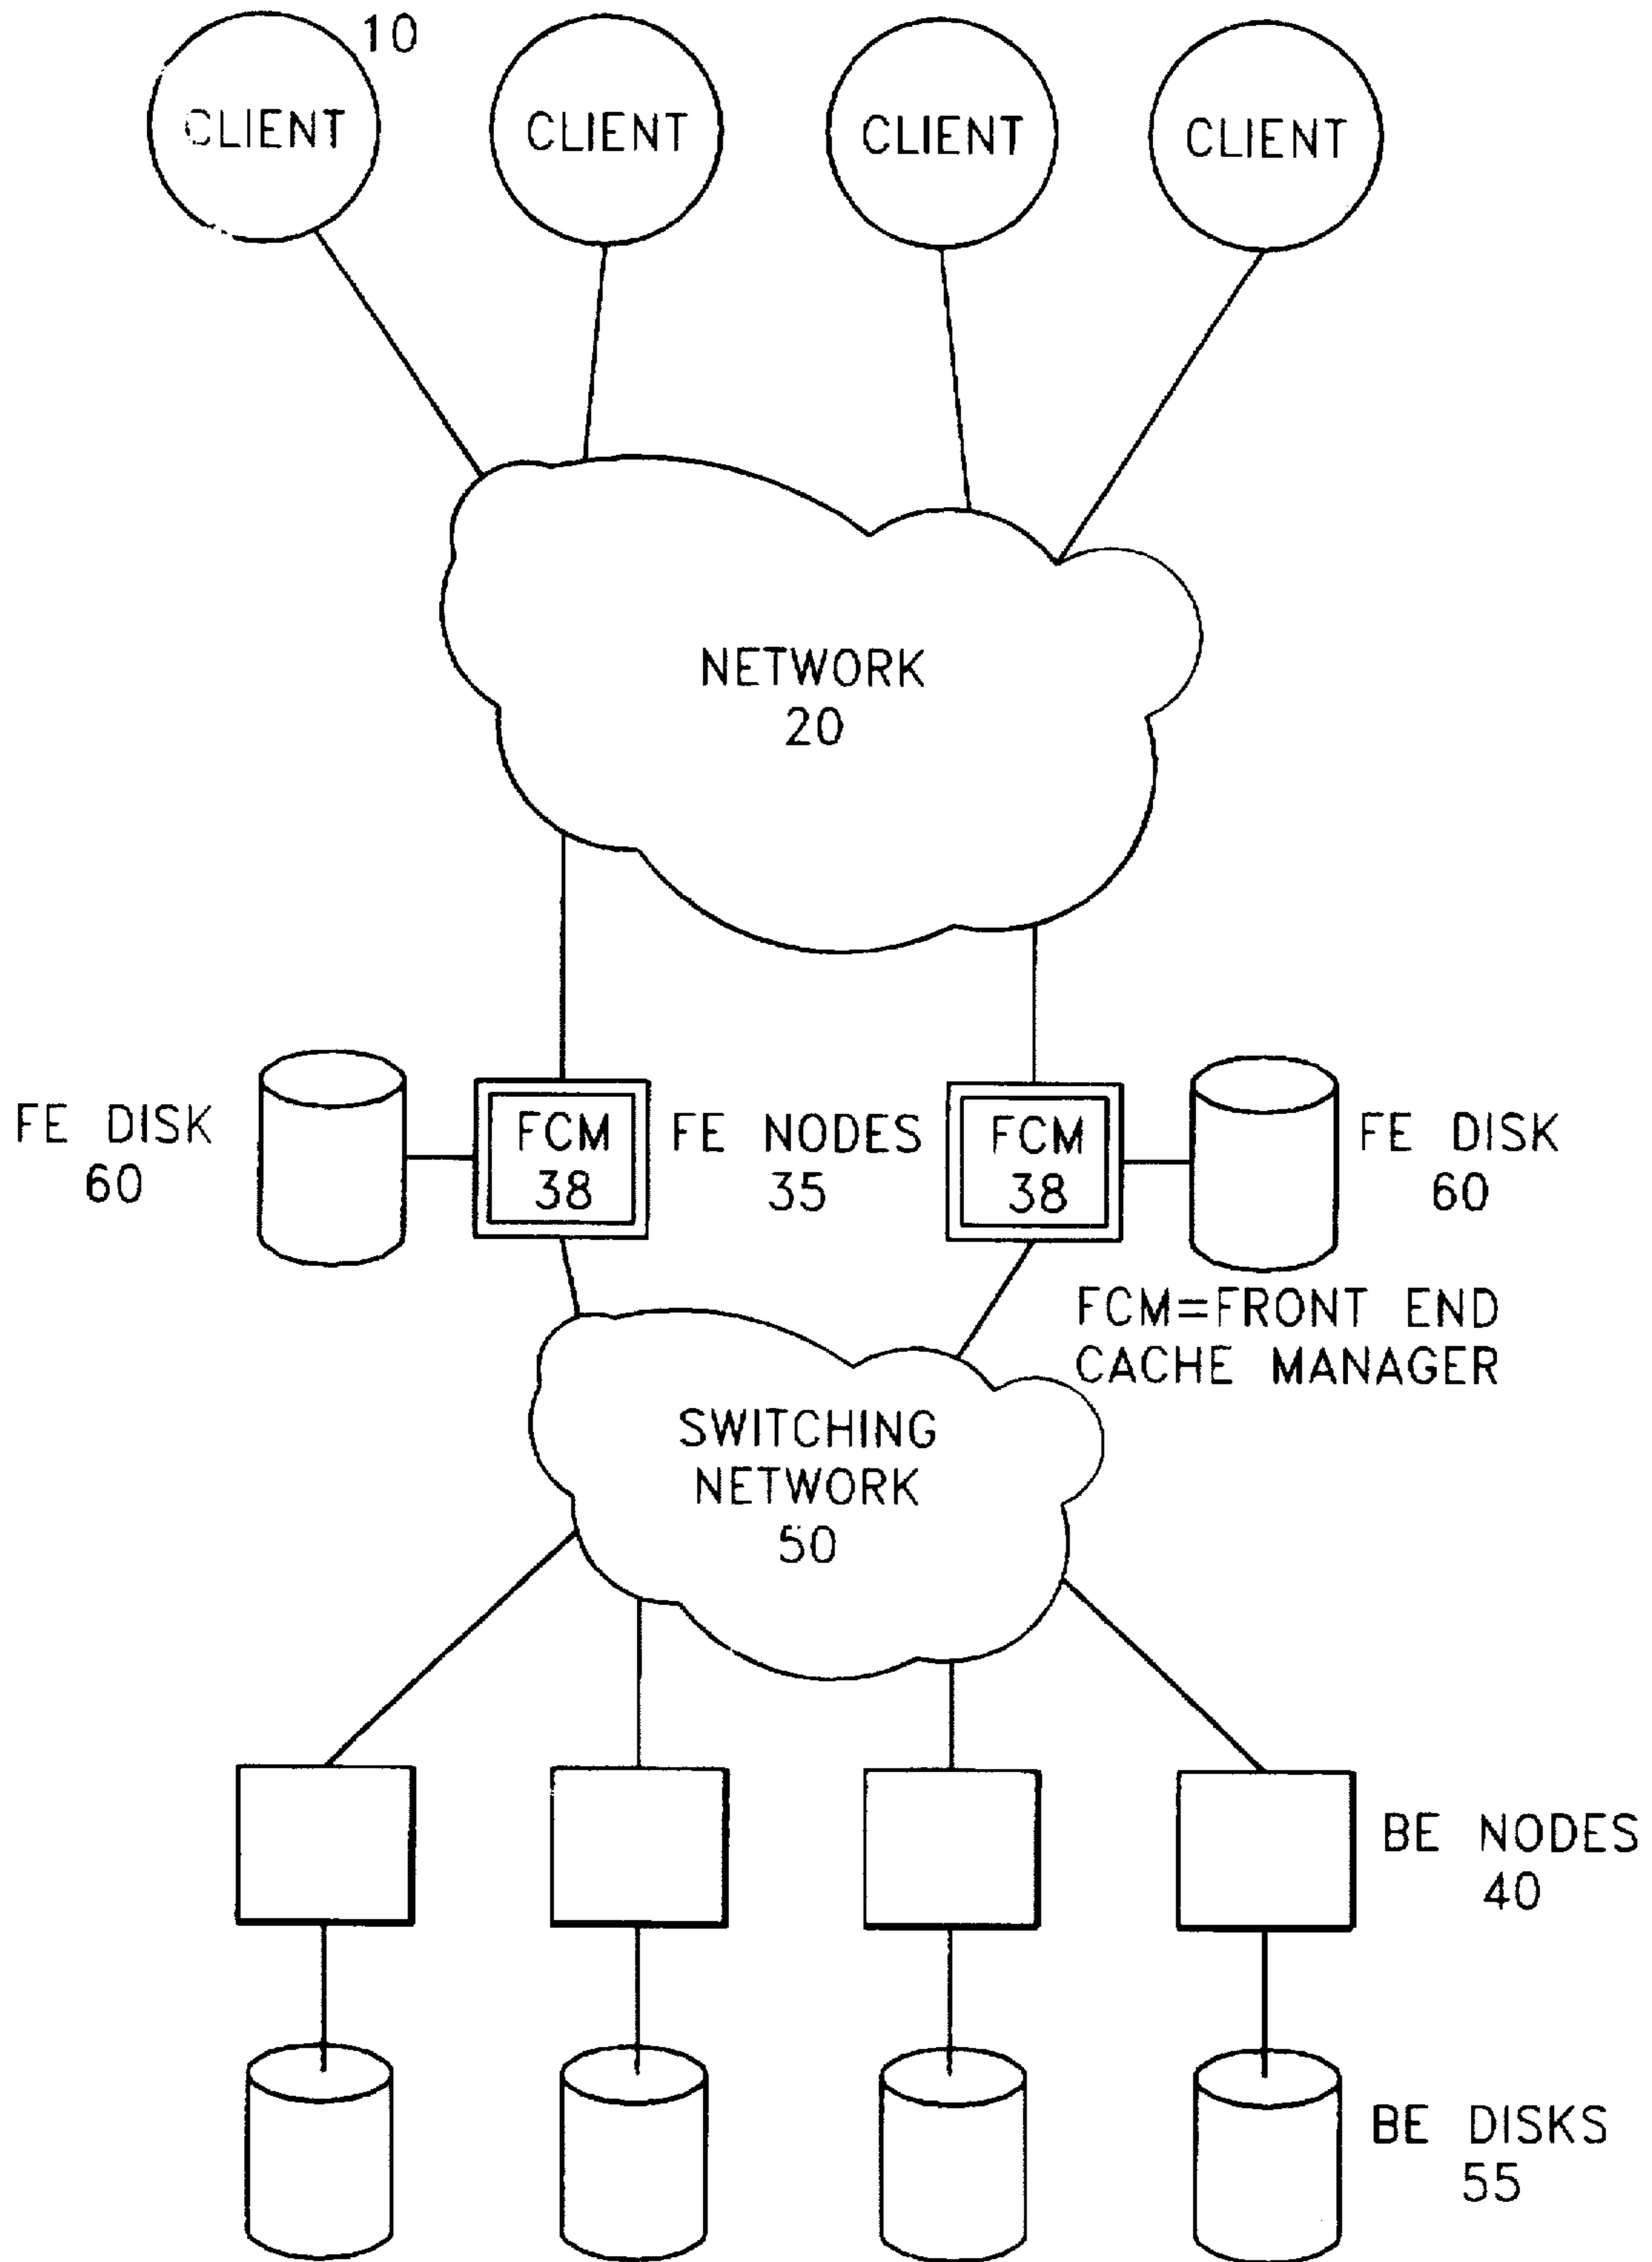 10
CLIENT CLIENT CLIENT CLIENT
NETWORK
20
FE DISK
60
FCM
38
FE NODES
35
FCM
38
FE DISK
60
FCM=FRONT END
CACHE MANAGER
SWITCHING
NETWORK
50
BE NODES
40
BE DISKS
55